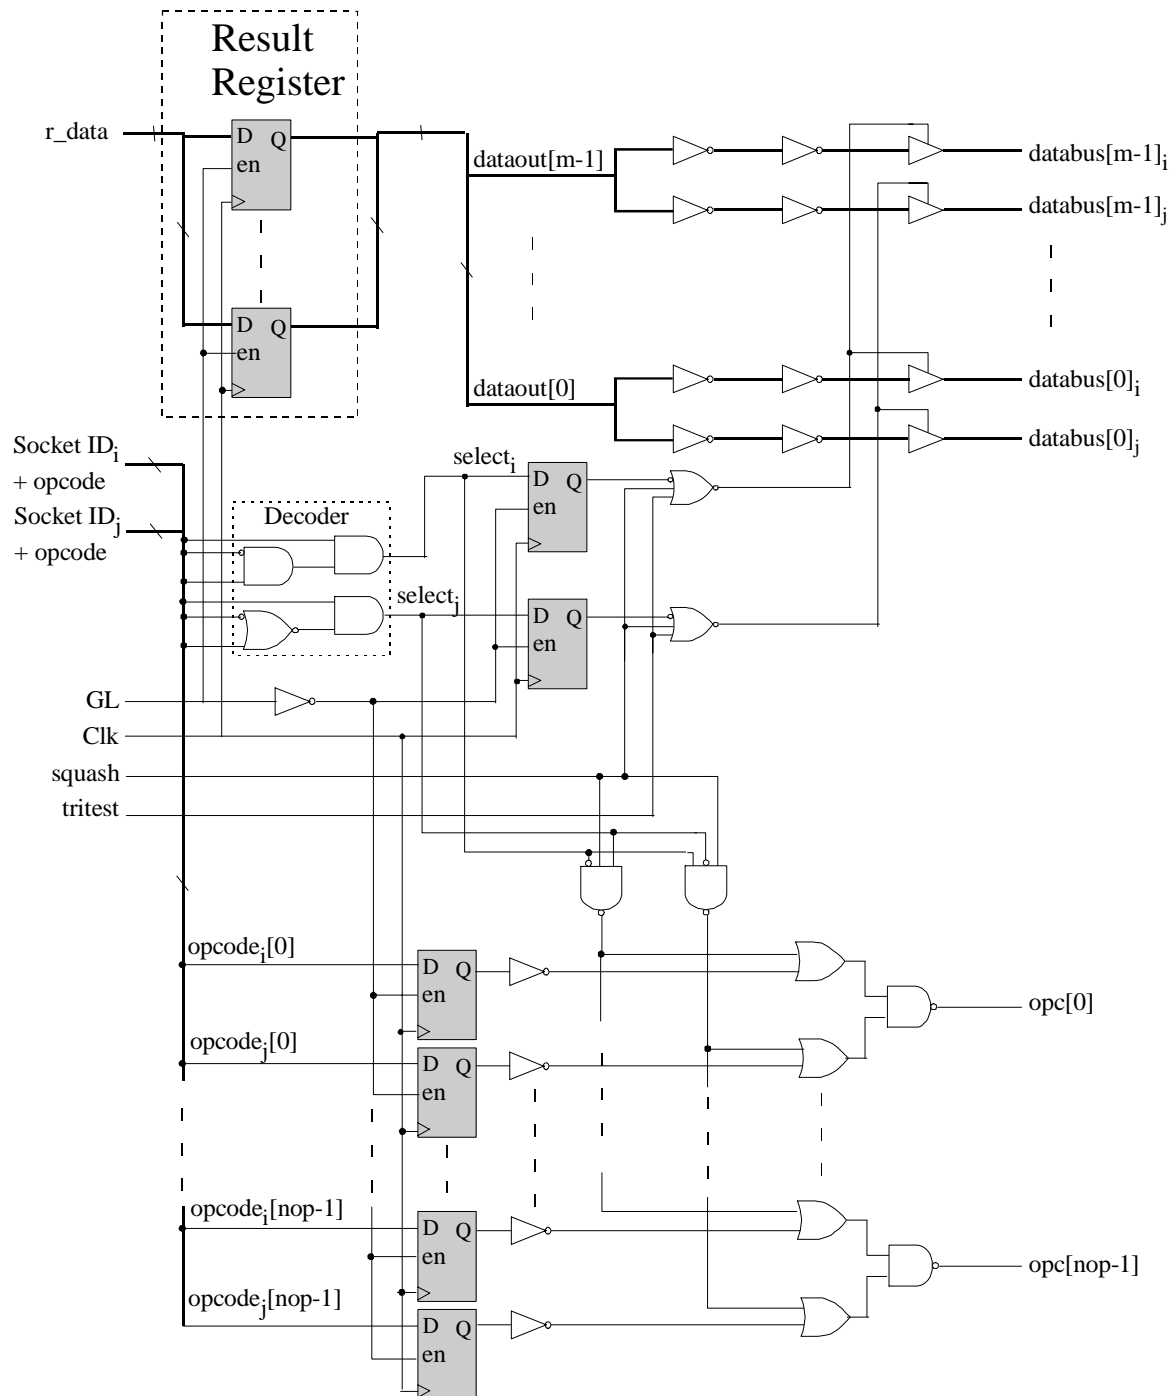 Result
Register
r_data
D Q
en
D Q
en
dataout[m-1]
databus[m-1]i
databus[m-1]j
dataout[0]
databus[0]i
databus[0]j
Socket IDi
+ opcode
Socket IDj
+ opcode
Decoder
selecti
D Q
en
selectj
D Q
en
GL
Clk
squash
tritest
opcodei[0]
D Q
en
opc[0]
opcodej[0]
D Q
en
opcodei[nop-1]
D Q
en
opc[nop-1]
opcodej[nop-1]
D Q
en